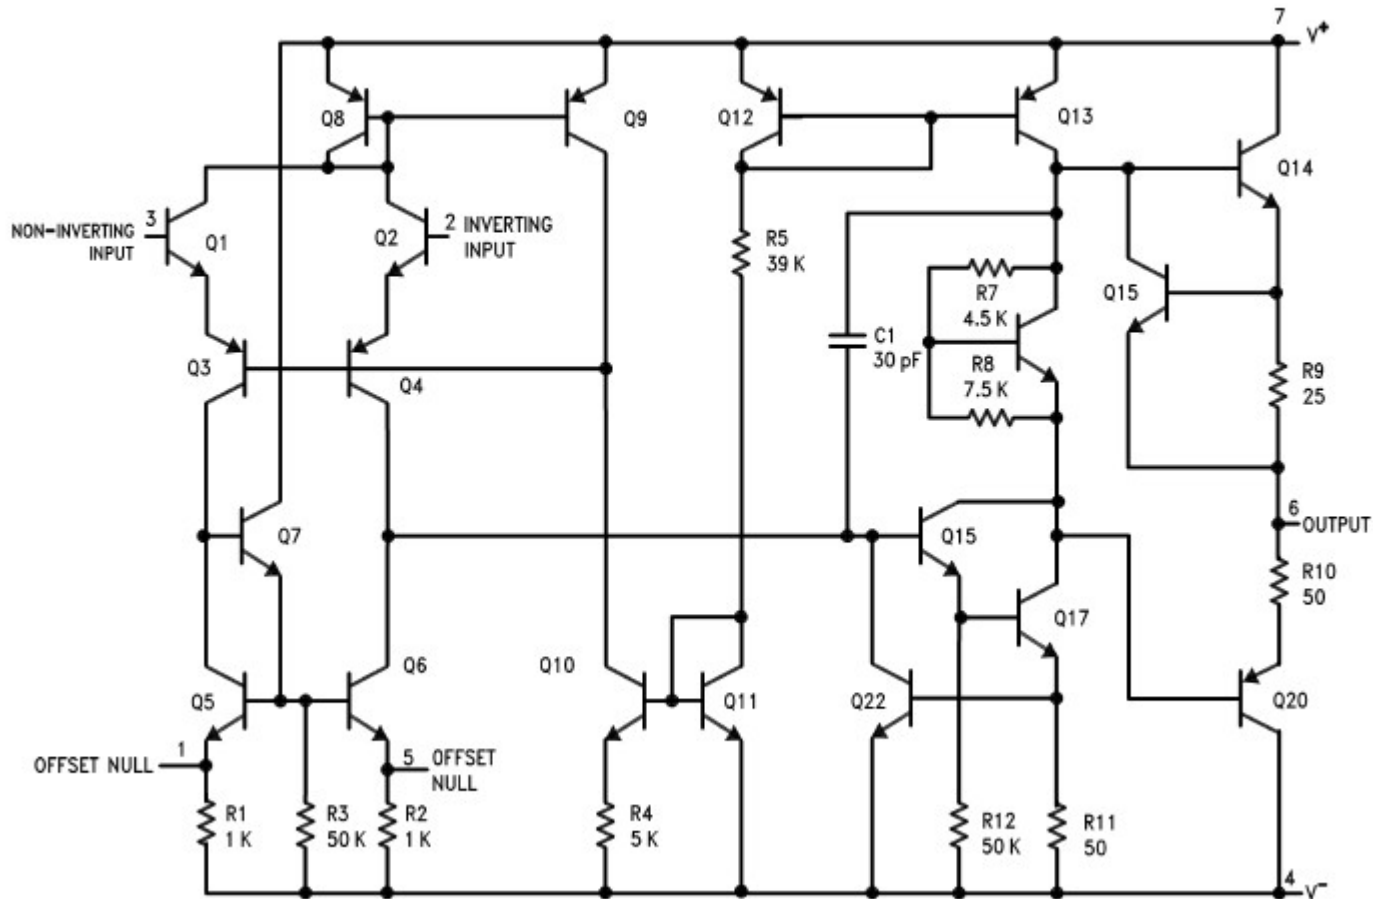 7
V+
Q8
Q9
Q12
Q13
Q14
3
NON-INVERTING
INPUT
Q1
Q2
2 INVERTING
INPUT
R5
39 K
R7
4.5 K
Q15
C1
30 pF
R8
7.5 K
R9
25
Q3
Q4
Q7
Q15
6
OUTPUT
R10
50
Q17
Q5
Q6
Q10
Q11
Q22
Q20
1
OFFSET NULL
5 OFFSET
NULL
R1
1 K
R3
50 K
R2
1 K
R4
5 K
R12
50 K
R11
50
4
V-